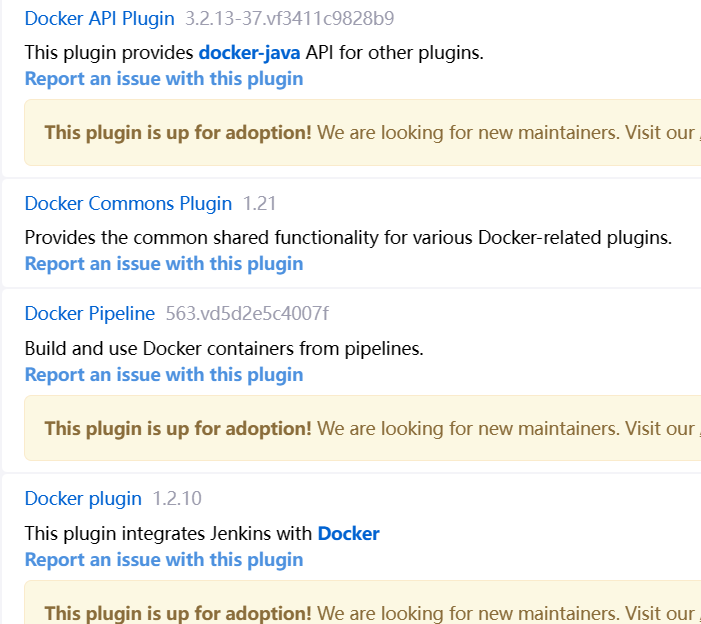 Docker API Plugin 3.2.13-37.vf3411c9828b9
This plugin provides docker-java API for other plugins.
Report an issue with this plugin
This plugin is up for adoption! We are looking for new maintainers. Visit our
Docker Commons Plugin 1.21
Provides the common shared functionality for various Docker-related plugins.
Report an issue with this plugin
Docker Pipeline 563.vd5d2e5c4007f
Build and use Docker containers from pipelines.
Report an issue with this plugin
This plugin is up for adoption! We are looking for new maintainers. Visit our
Docker plugin 1.2.10
This plugin integrates Jenkins with Docker
Report an issue with this plugin
This plugin is up for adoption! We are looking for new maintainers. Visit our